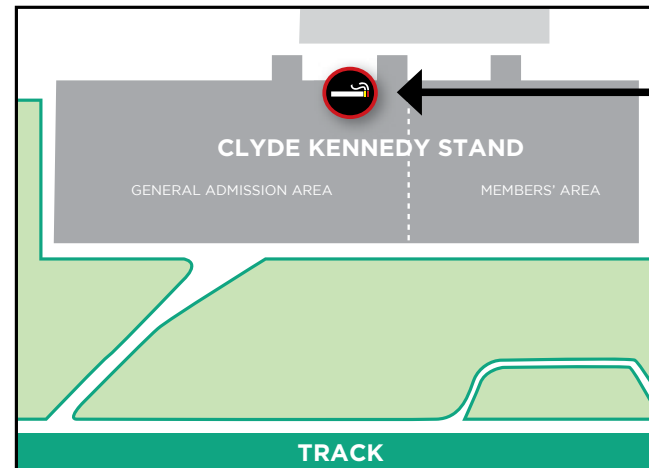 CLYDE KENNEDY STAND
GENERAL ADMISSION AREA
MEMBERS' AREA
TRACK